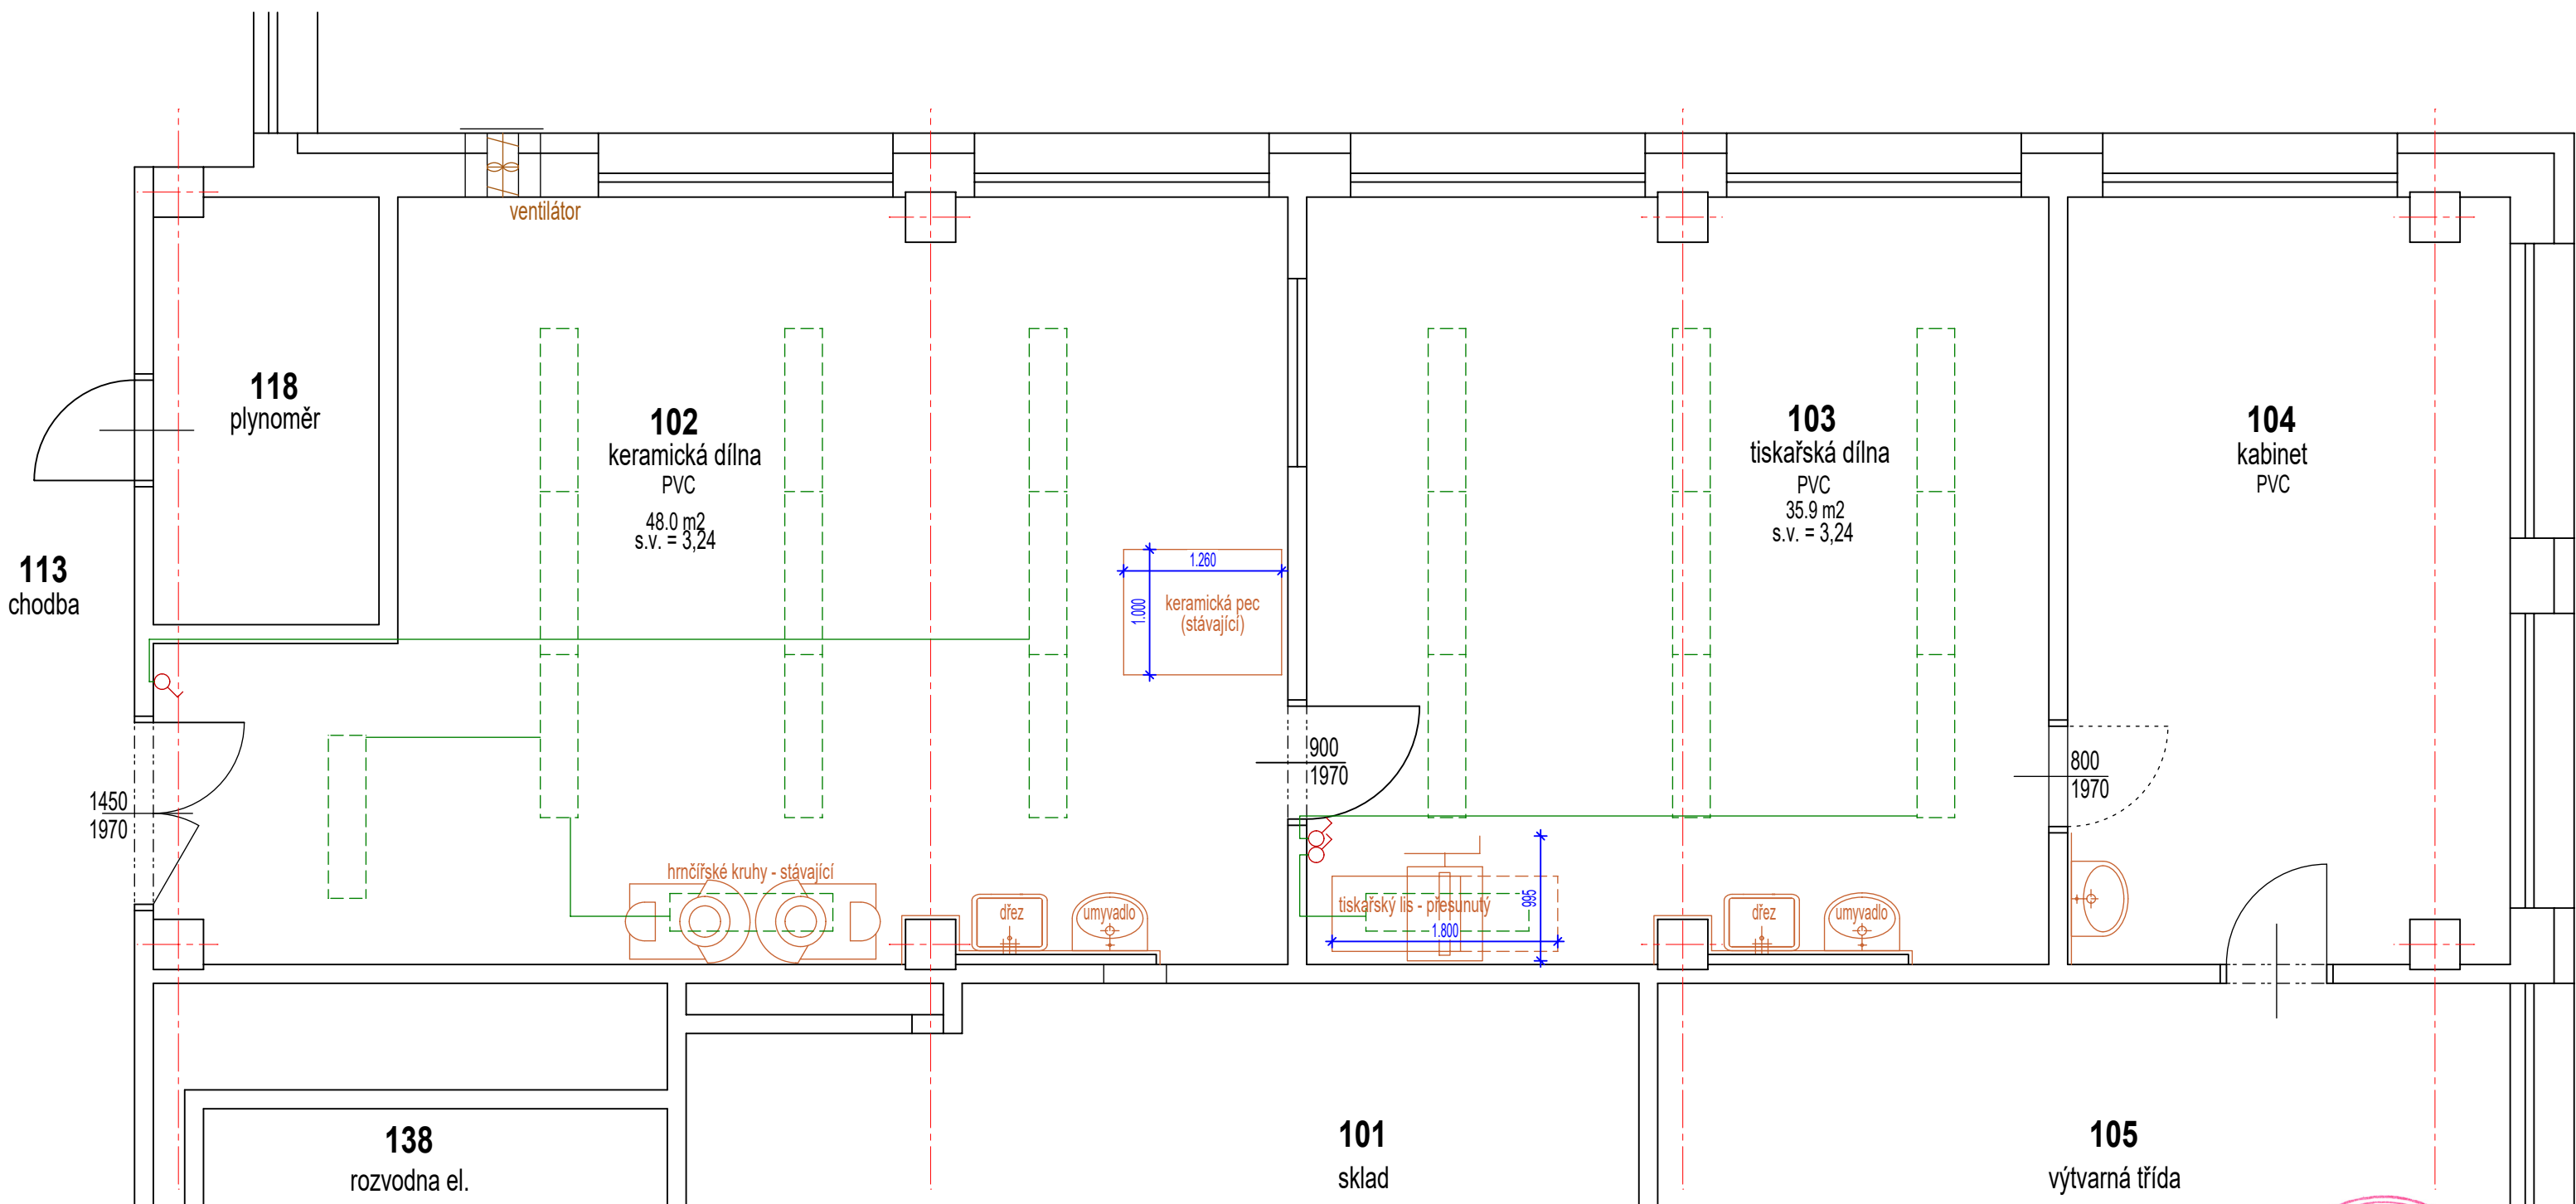 ventilátor
118
plynoměr
102
keramická dílna
PVC
48.0 m2
s.v. = 3,24
103
tiskařská dílna
PVC
35.9 m2
s.v. = 3,24
104
kabinet
PVC
113
chodba
1.260
1.000
keramická pec
(stávající)
900
1970
800
1970
1450
1970
hrnčířské kruhy - stávající
dřez
umyvadlo
tiskařský lis - přesunutý
995
1.800
dřez
umyvadlo
138
rozvodna el.
101
sklad
105
výtvarná třída